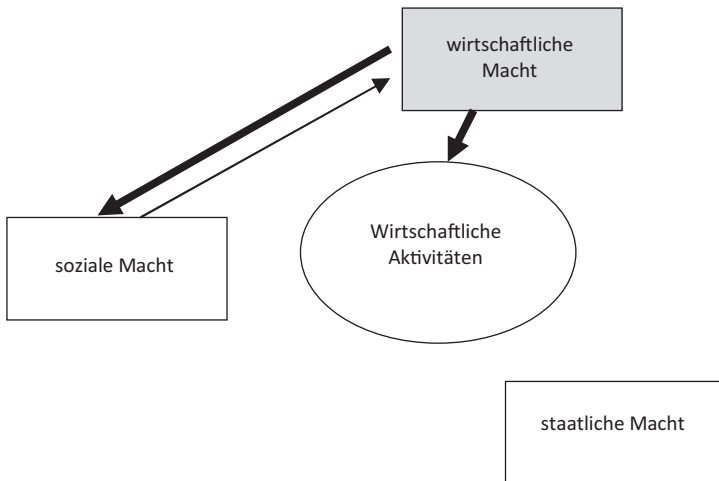 wirtschaftliche
Macht
Wirtschaftliche
Aktivitäten
soziale Macht
staatliche Macht